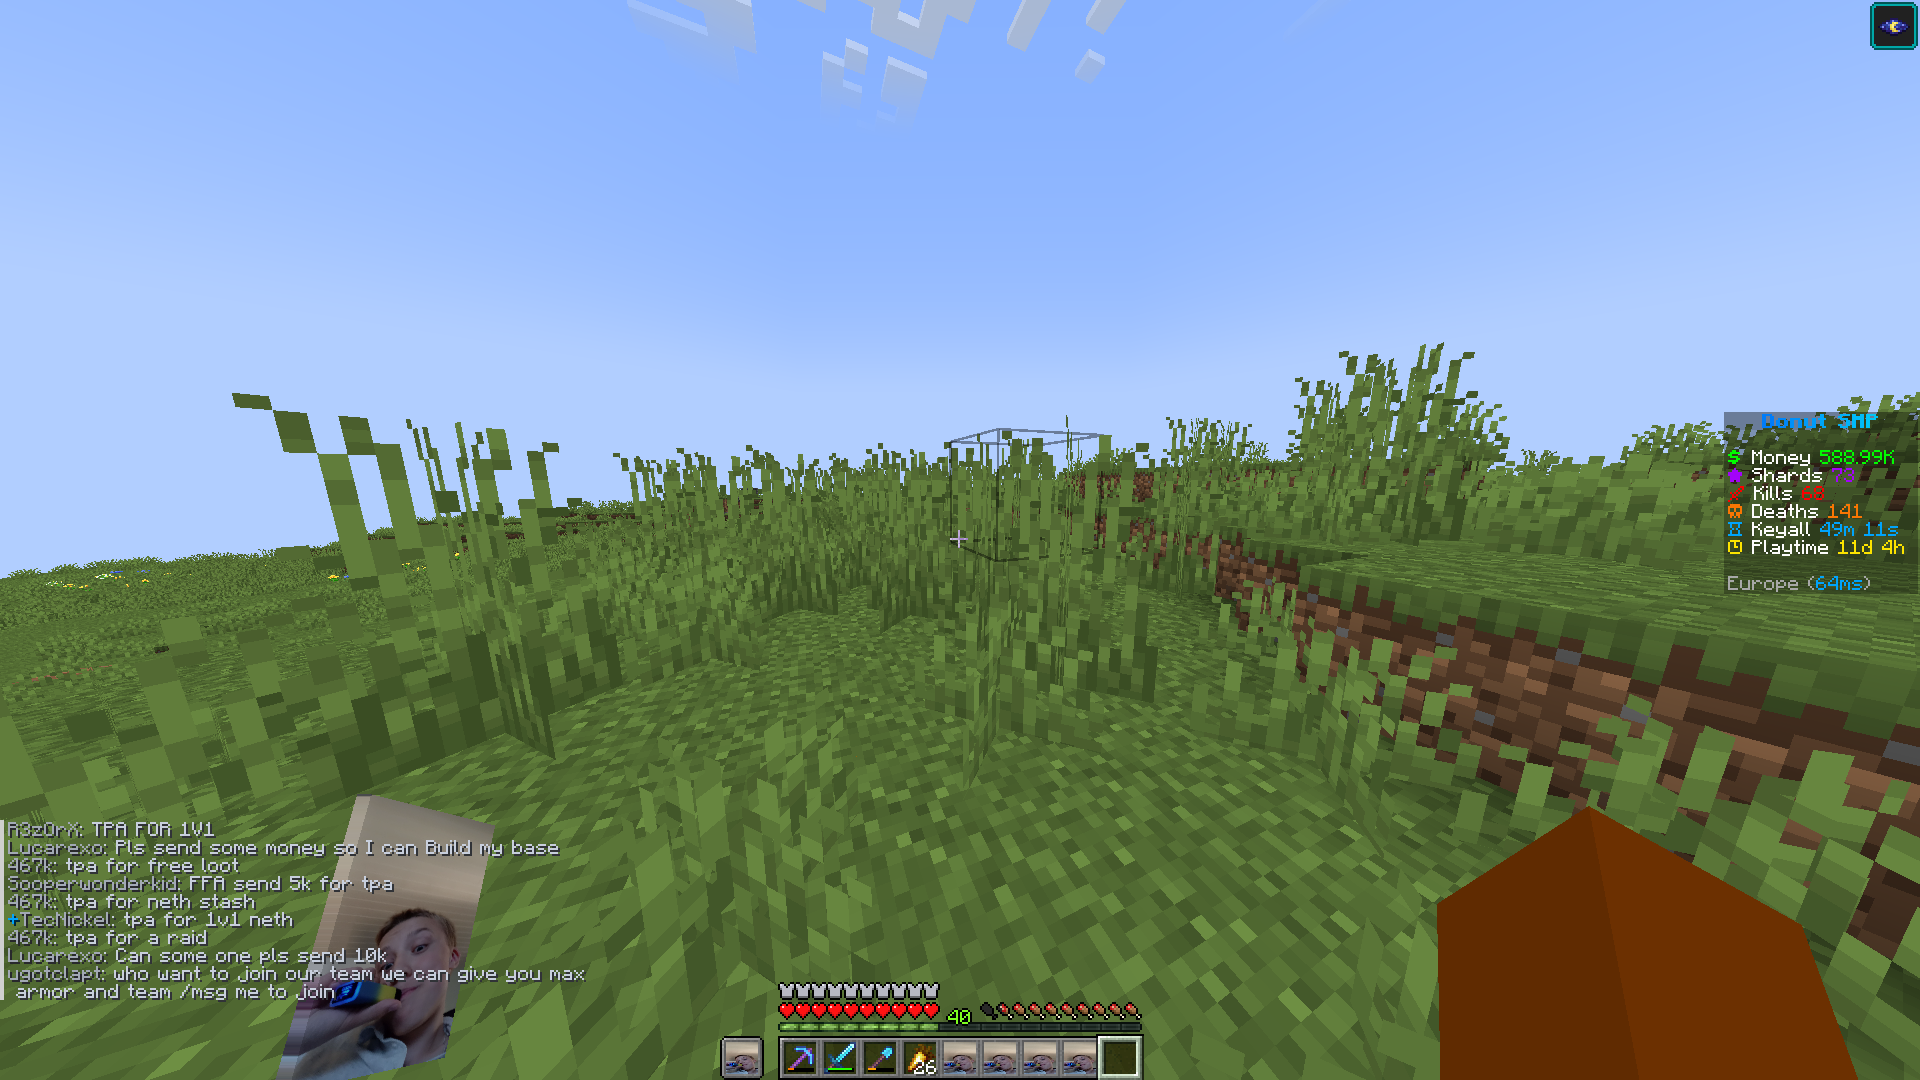 Donut SMP
$ Money 588.99K
Shards 73
Kills 60
Deaths 141
Keyall 49m 11s
Playtime 11d 4h
Europe (64ms)
R3zOrX: TPA FOR 1V1
Lucarexo: Pls send some money so I can Build my base
467k: tpa for free loot
Sooperwonderkid: FFA send 5k for tpa
467k: tpa for neth stash
+TecNickel: tpa for 1v1 neth
467k: tpa for a raid
Lucarexo: Can some one pls send 10k
ugotclapt: who want to join our team we can give you max
armor and team /msg me to join
40
26